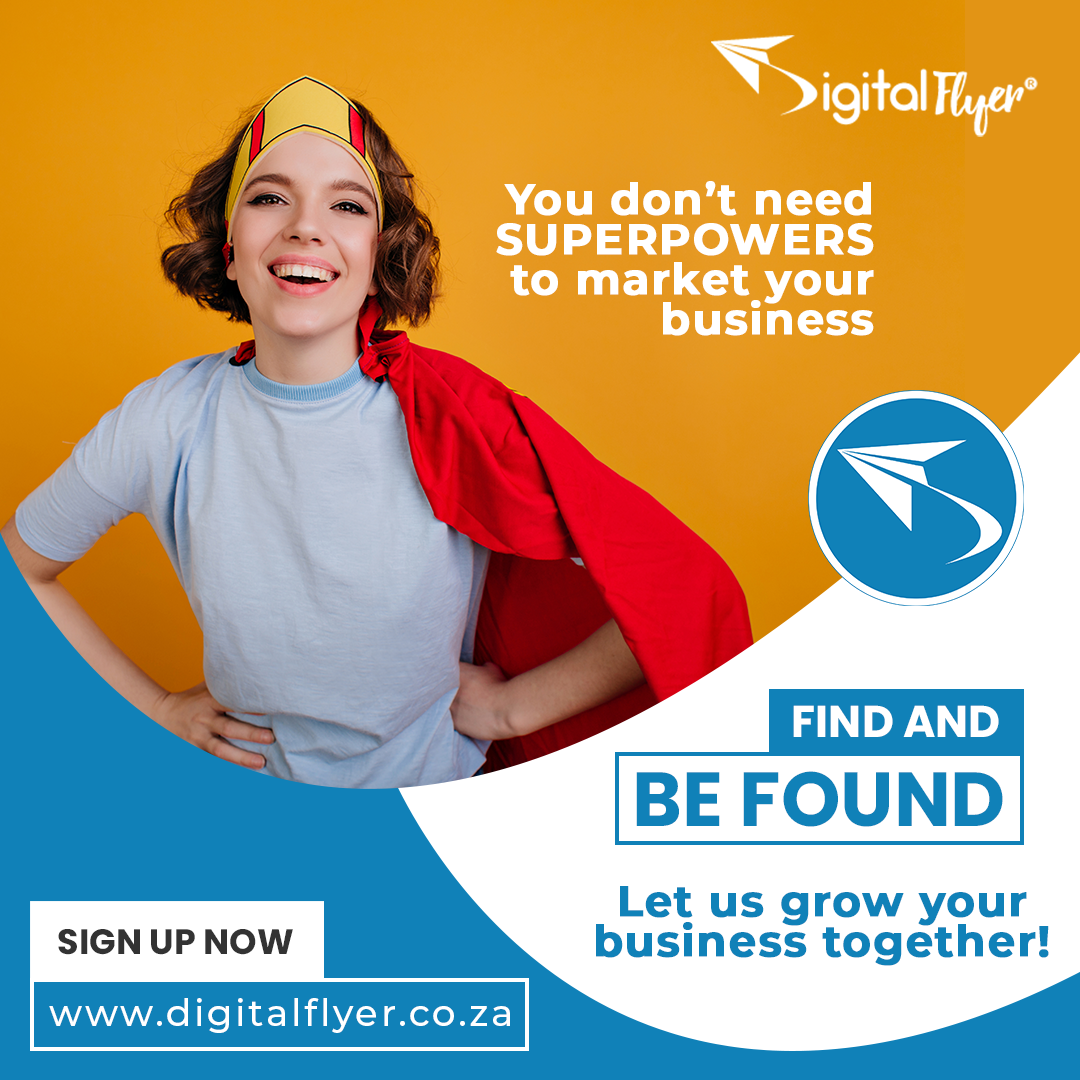 DigitalFlyer®
You don't need
SUPERPOWERS
to market your
business
FIND AND
BE FOUND
Let us grow your
business together!
SIGN UP NOW
www.digitalflyer.co.za